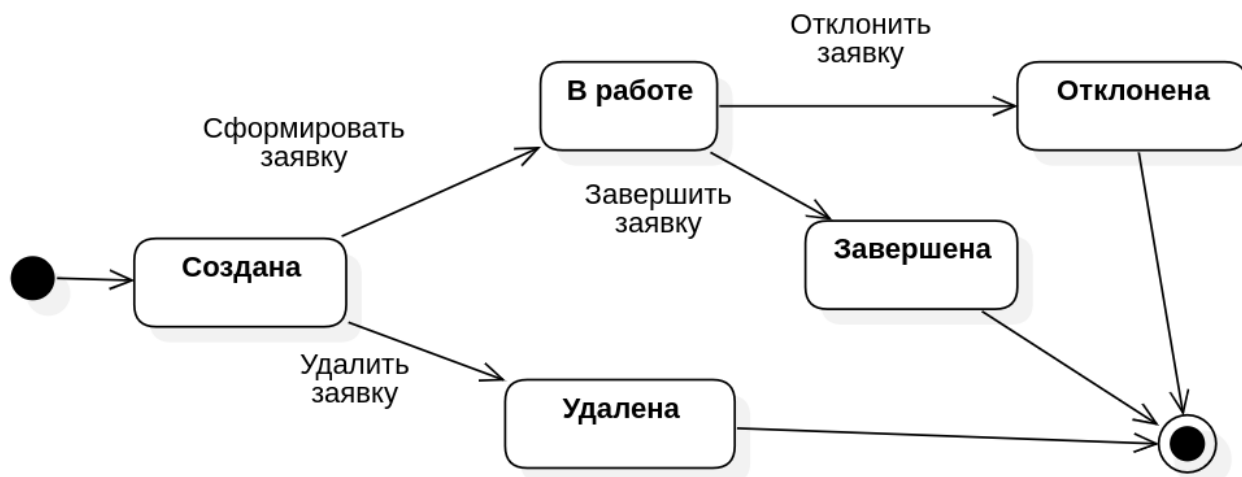 Отклонить
заявку
В работе
Отклонена
Сформировать
заявку
Завершить
заявку
Создана
Завершена
Удалить
заявку
Удалена